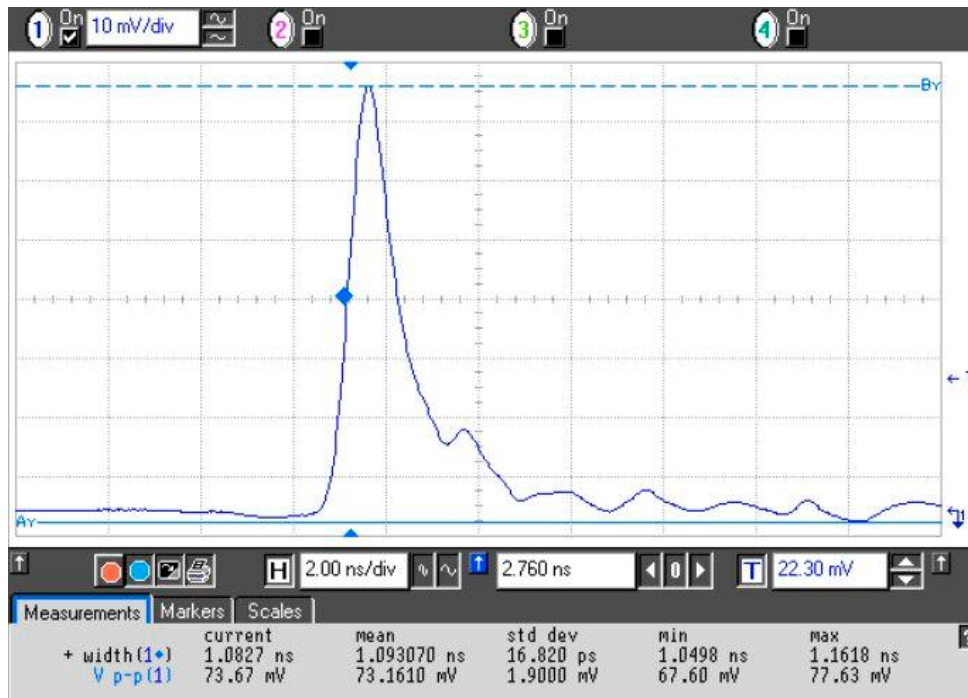 1 On 10 mV/div 2 On 3 On 4 On
By
Ay
H 2.00 ns/div 2.760 ns 0 T 22.30 mV
Measurements Markers Scales
current mean std dev min max
+ width(1◆) 1.0827 ns 1.093070 ns 16.820 ps 1.0498 ns 1.1618 ns
V p-p(1) 73.67 mV 73.1610 mV 1.9000 mV 67.60 mV 77.63 mV